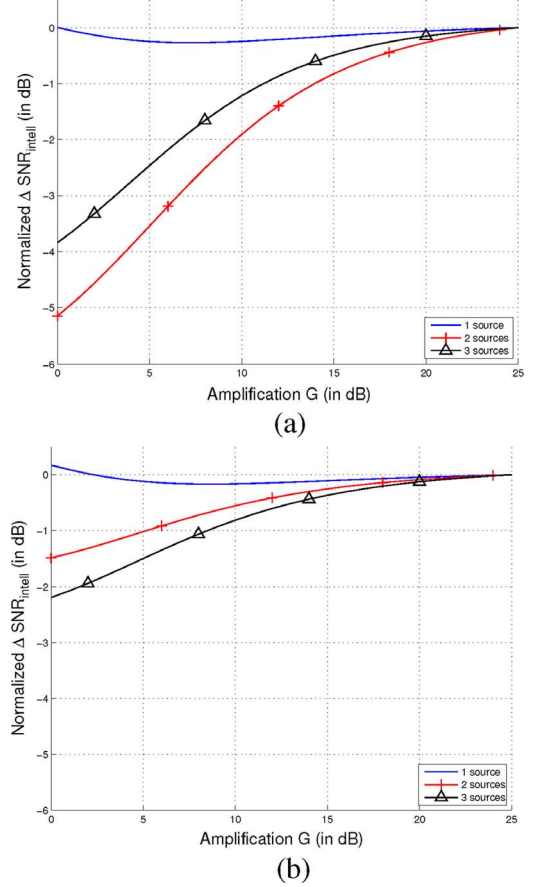 0
-1
-2
-3
-4
-5
-6
Normalized Δ SNRintell (in dB)
0 5 10 15 20 25
Amplification G (in dB)
1 source
2 sources
3 sources
(a)
0
-1
-2
-3
-4
-5
-6
Normalized Δ SNRintell (in dB)
0 5 10 15 20 25
Amplification G (in dB)
1 source
2 sources
3 sources
(b)